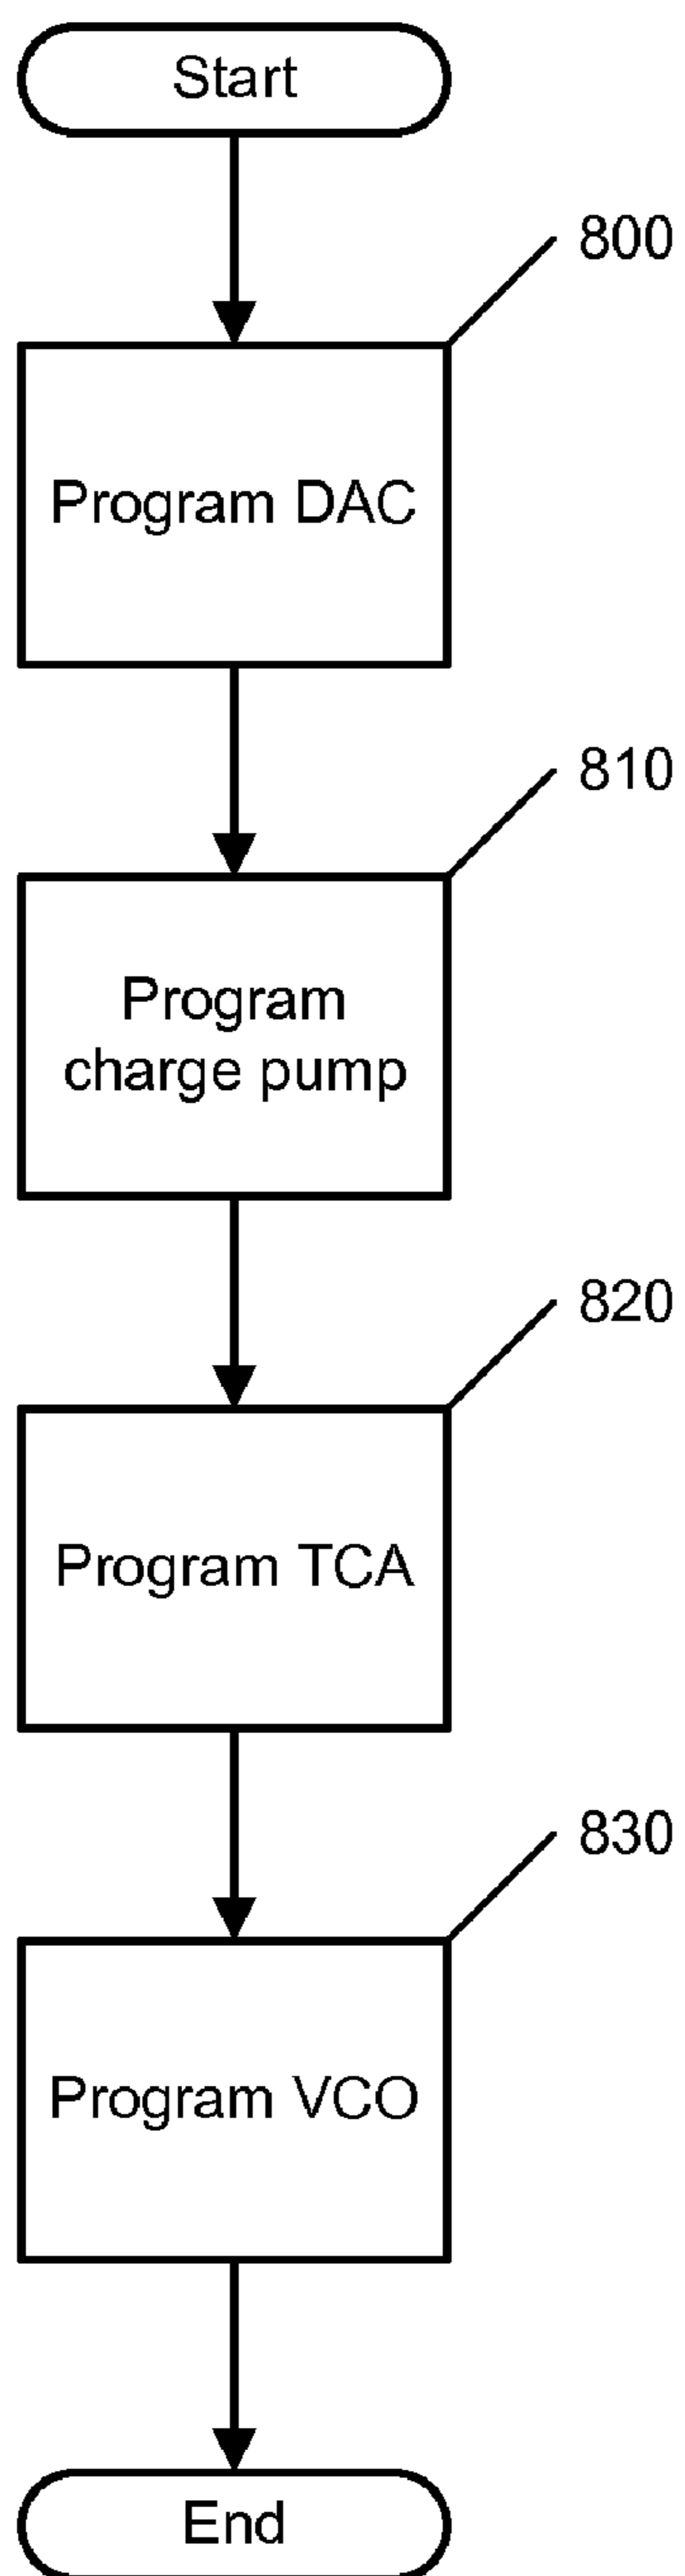 Start
800
Program DAC
810
Program
charge pump
820
Program TCA
830
Program VCO
End